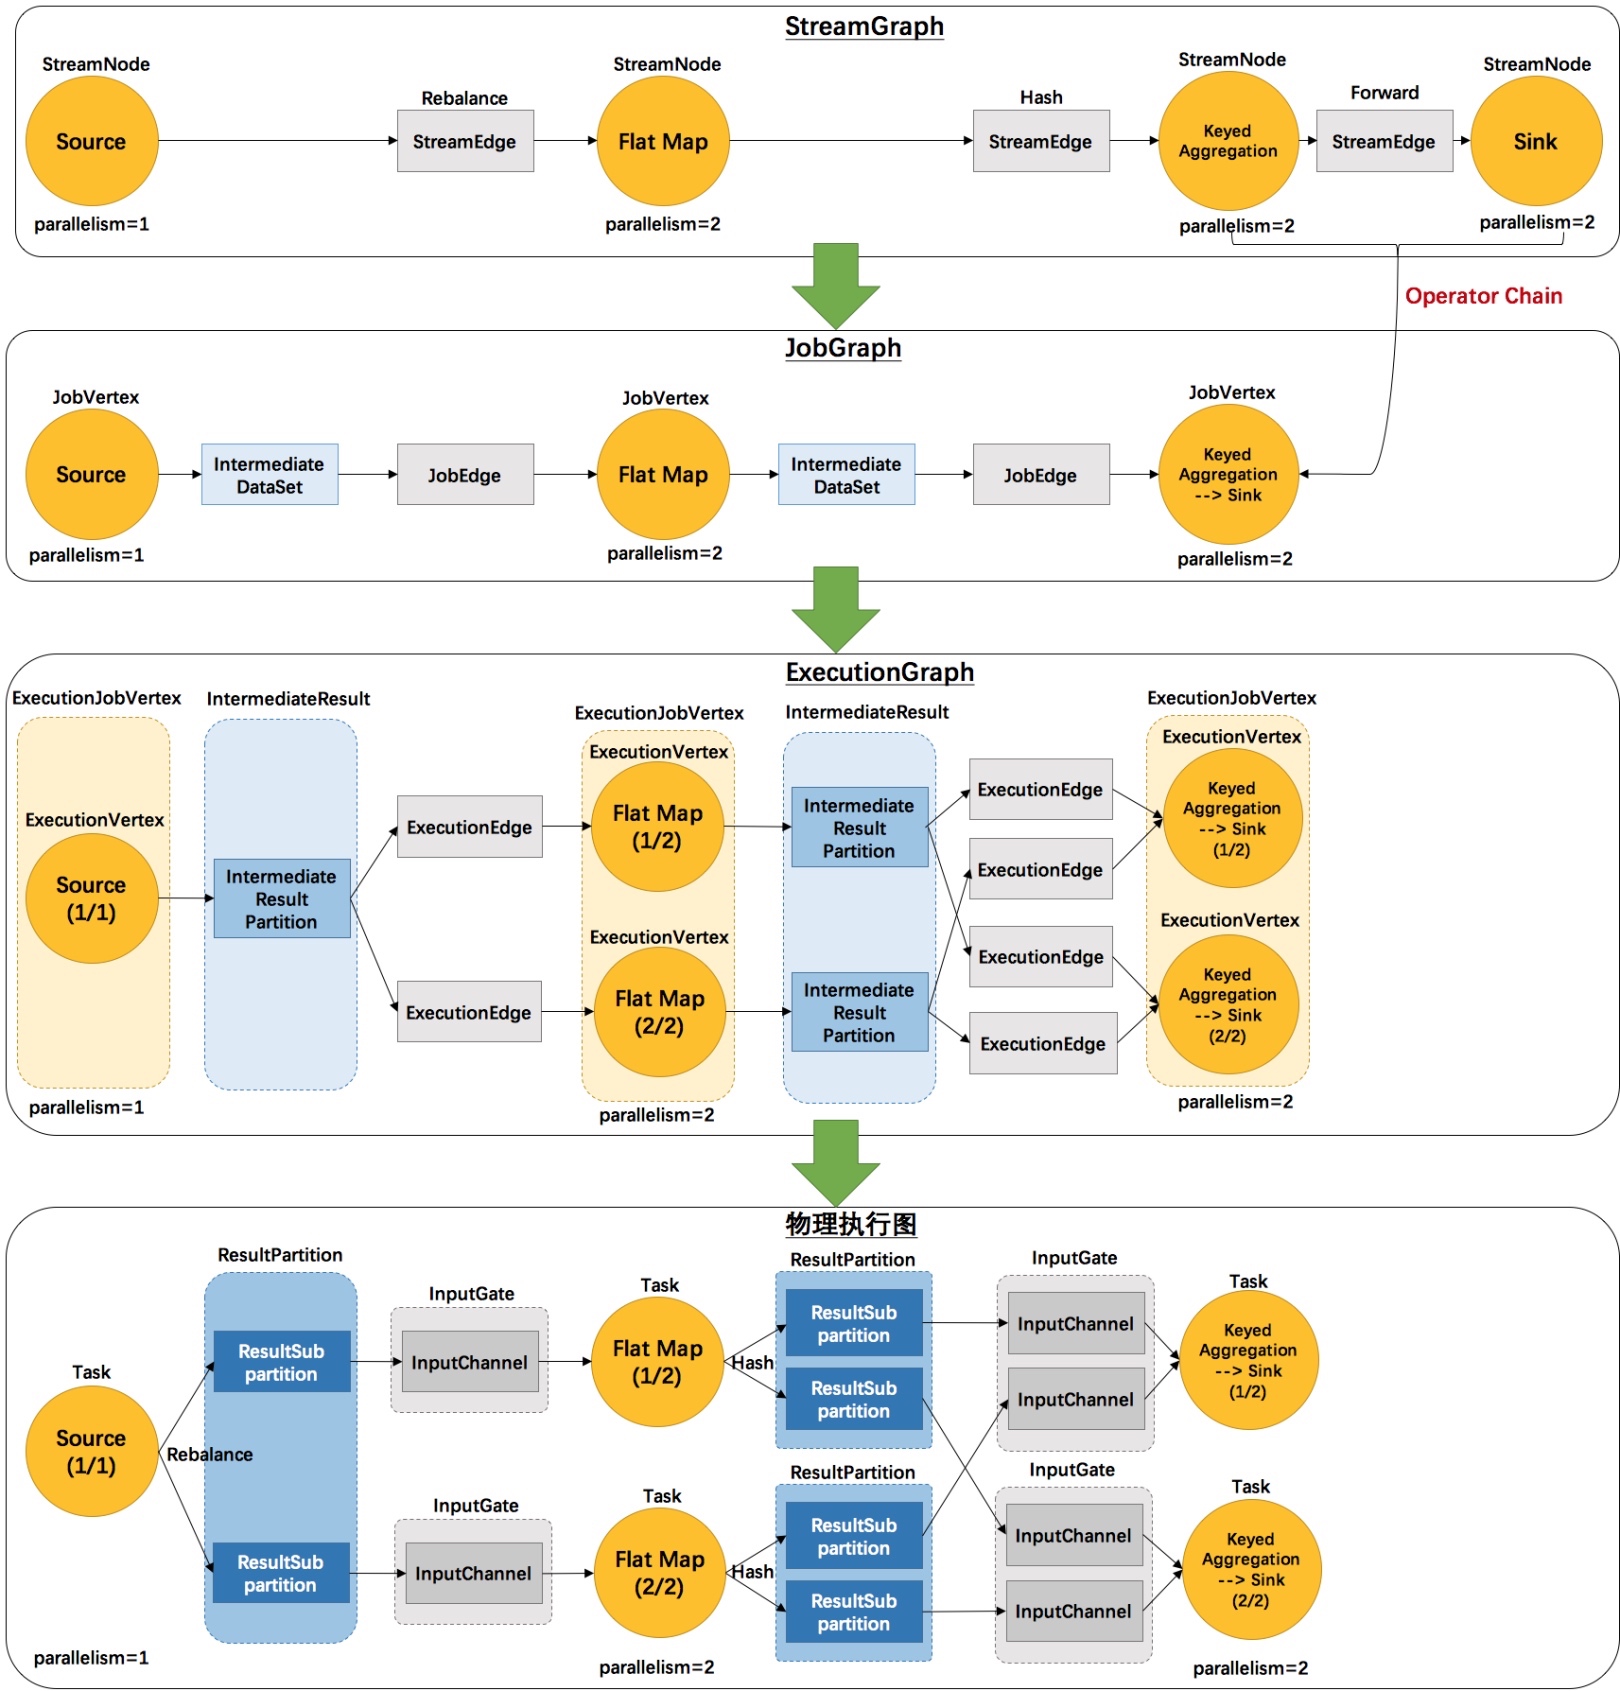 StreamGraph
StreamNode
Source
parallelism=1
Rebalance
StreamEdge
StreamNode
Flat Map
parallelism=2
Hash
StreamEdge
StreamNode
Keyed
Aggregation
parallelism=2
Forward
StreamEdge
StreamNode
Sink
parallelism=2
Operator Chain
JobGraph
JobVertex
Source
parallelism=1
Intermediate
DataSet
JobEdge
JobVertex
Flat Map
parallelism=2
Intermediate
DataSet
JobEdge
JobVertex
Keyed
Aggregation
--> Sink
parallelism=2
ExecutionGraph
ExecutionJobVertex
ExecutionVertex
Source
(1/1)
parallelism=1
IntermediateResult
Intermediate
Result
Partition
ExecutionEdge
ExecutionEdge
ExecutionJobVertex
ExecutionVertex
Flat Map
(1/2)
ExecutionVertex
Flat Map
(2/2)
parallelism=2
IntermediateResult
Intermediate
Result
Partition
Intermediate
Result
Partition
ExecutionEdge
ExecutionEdge
ExecutionEdge
ExecutionEdge
ExecutionJobVertex
ExecutionVertex
Keyed
Aggregation
--> Sink
(1/2)
ExecutionVertex
Keyed
Aggregation
--> Sink
(2/2)
parallelism=2
物理执行图
Task
Source
(1/1)
parallelism=1
Rebalance
ResultPartition
ResultSub
partition
ResultSub
partition
InputGate
InputChannel
InputGate
InputChannel
Task
Flat Map
(1/2)
Hash
Task
Flat Map
(2/2)
Hash
parallelism=2
ResultPartition
ResultSub
partition
ResultSub
partition
ResultPartition
ResultSub
partition
ResultSub
partition
InputGate
InputChannel
InputChannel
InputGate
InputChannel
InputChannel
Task
Keyed
Aggregation
--> Sink
(1/2)
Task
Keyed
Aggregation
--> Sink
(2/2)
parallelism=2